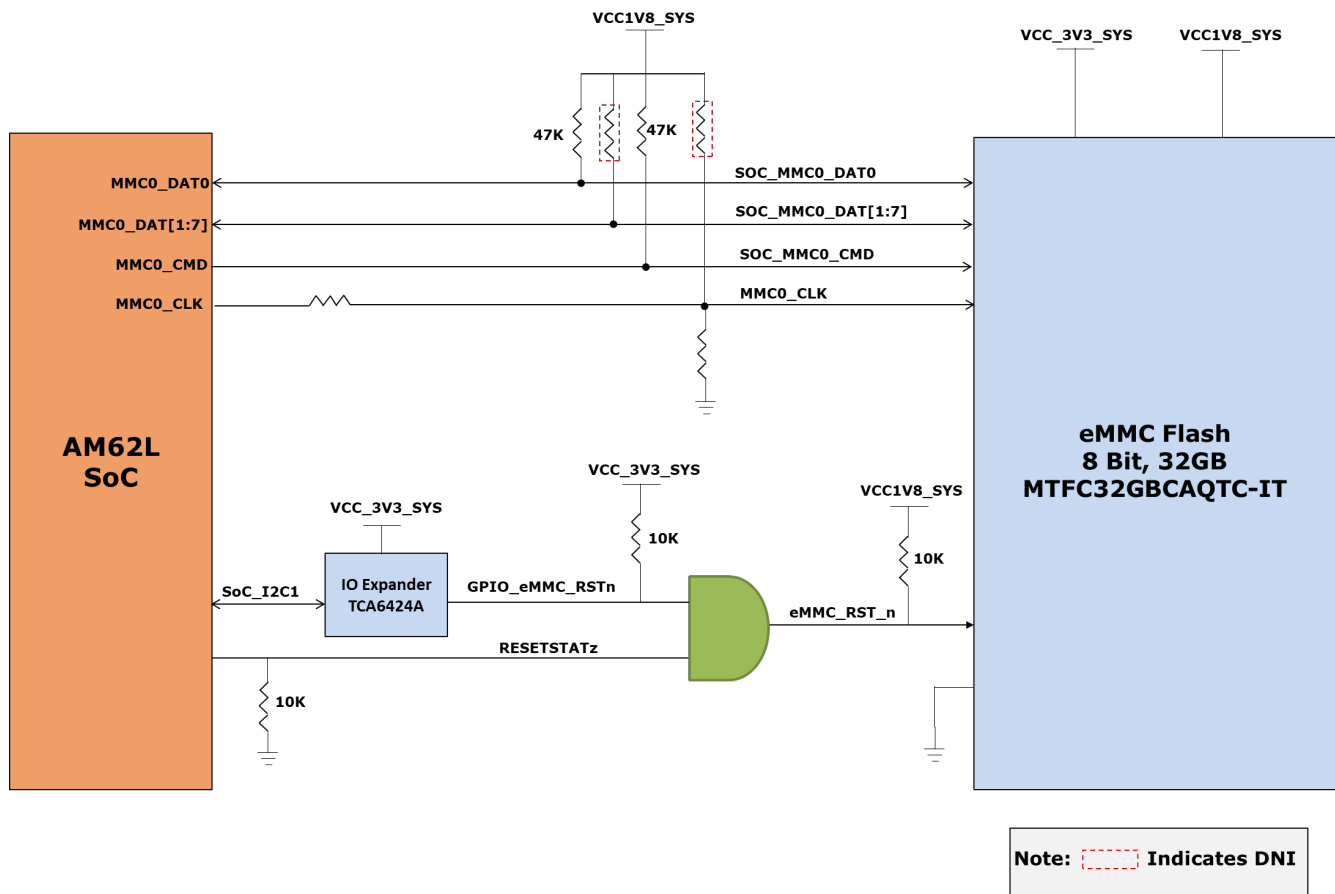 VCC1V8_SYS
VCC_3V3_SYS
VCC1V8_SYS
47K
47K
MMC0_DAT0
SOC_MMC0_DAT0
MMC0_DAT[1:7]
SOC_MMC0_DAT[1:7]
MMC0_CMD
SOC_MMC0_CMD
MMC0_CLK
MMC0_CLK
AM62L
SoC
eMMC Flash
8 Bit, 32GB
MTFC32GBCAQTC-IT
VCC_3V3_SYS
VCC1V8_SYS
VCC_3V3_SYS
10K
10K
IO Expander
TCA6424A
SoC_I2C1
GPIO_eMMC_RSTn
eMMC_RST_n
RESETSTATz
10K
Note:
Indicates DNI